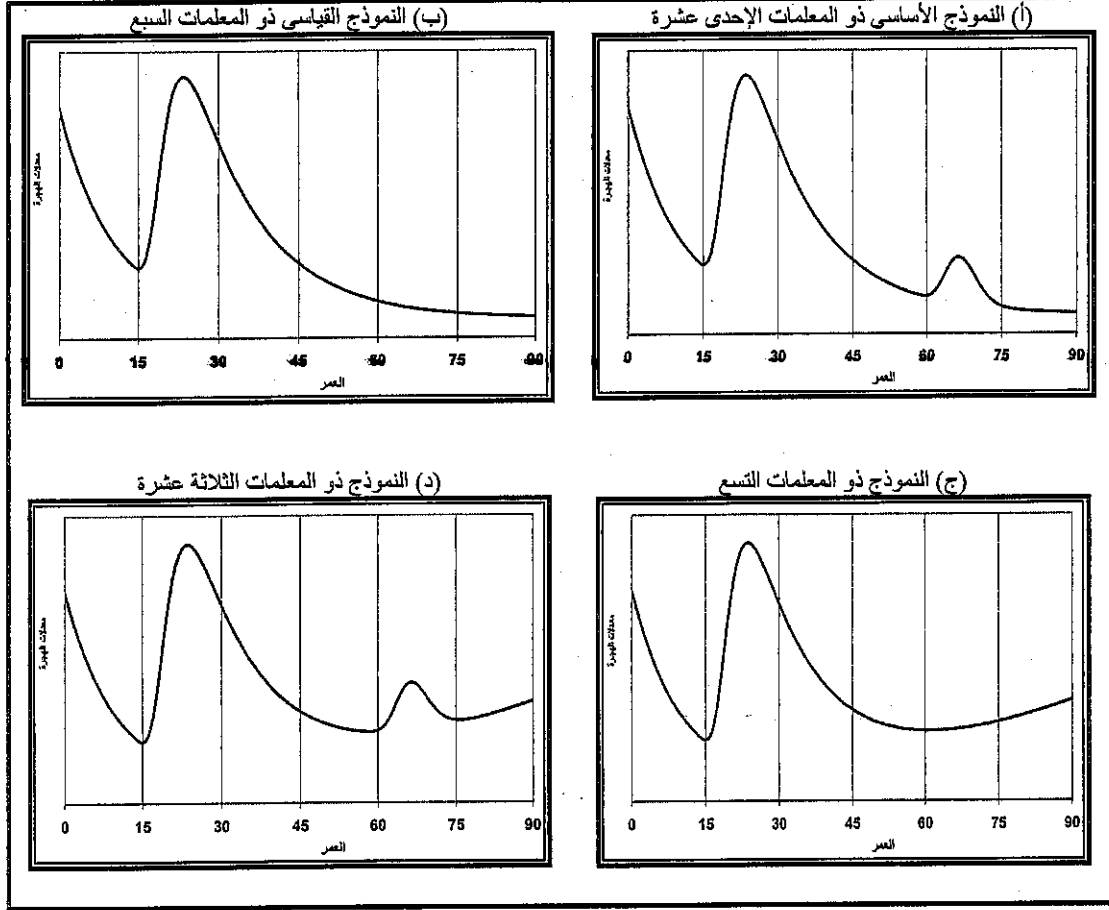 (أ) النموذج الأساسى ذو المعلمات الإحدى عشرة
معدلات الهجرة
0 15 30 45 60 75 90
العمر
(ب) النموذج القياسى ذو المعلمات السبع
معدلات الهجرة
0 15 30 45 60 75 90
العمر
(ج) النموذج ذو المعلمات التسع
معدلات الهجرة
0 15 30 45 60 75 90
العمر
(د) النموذج ذو المعلمات الثلاثة عشرة
معدلات الهجرة
0 15 30 45 60 75 90
العمر